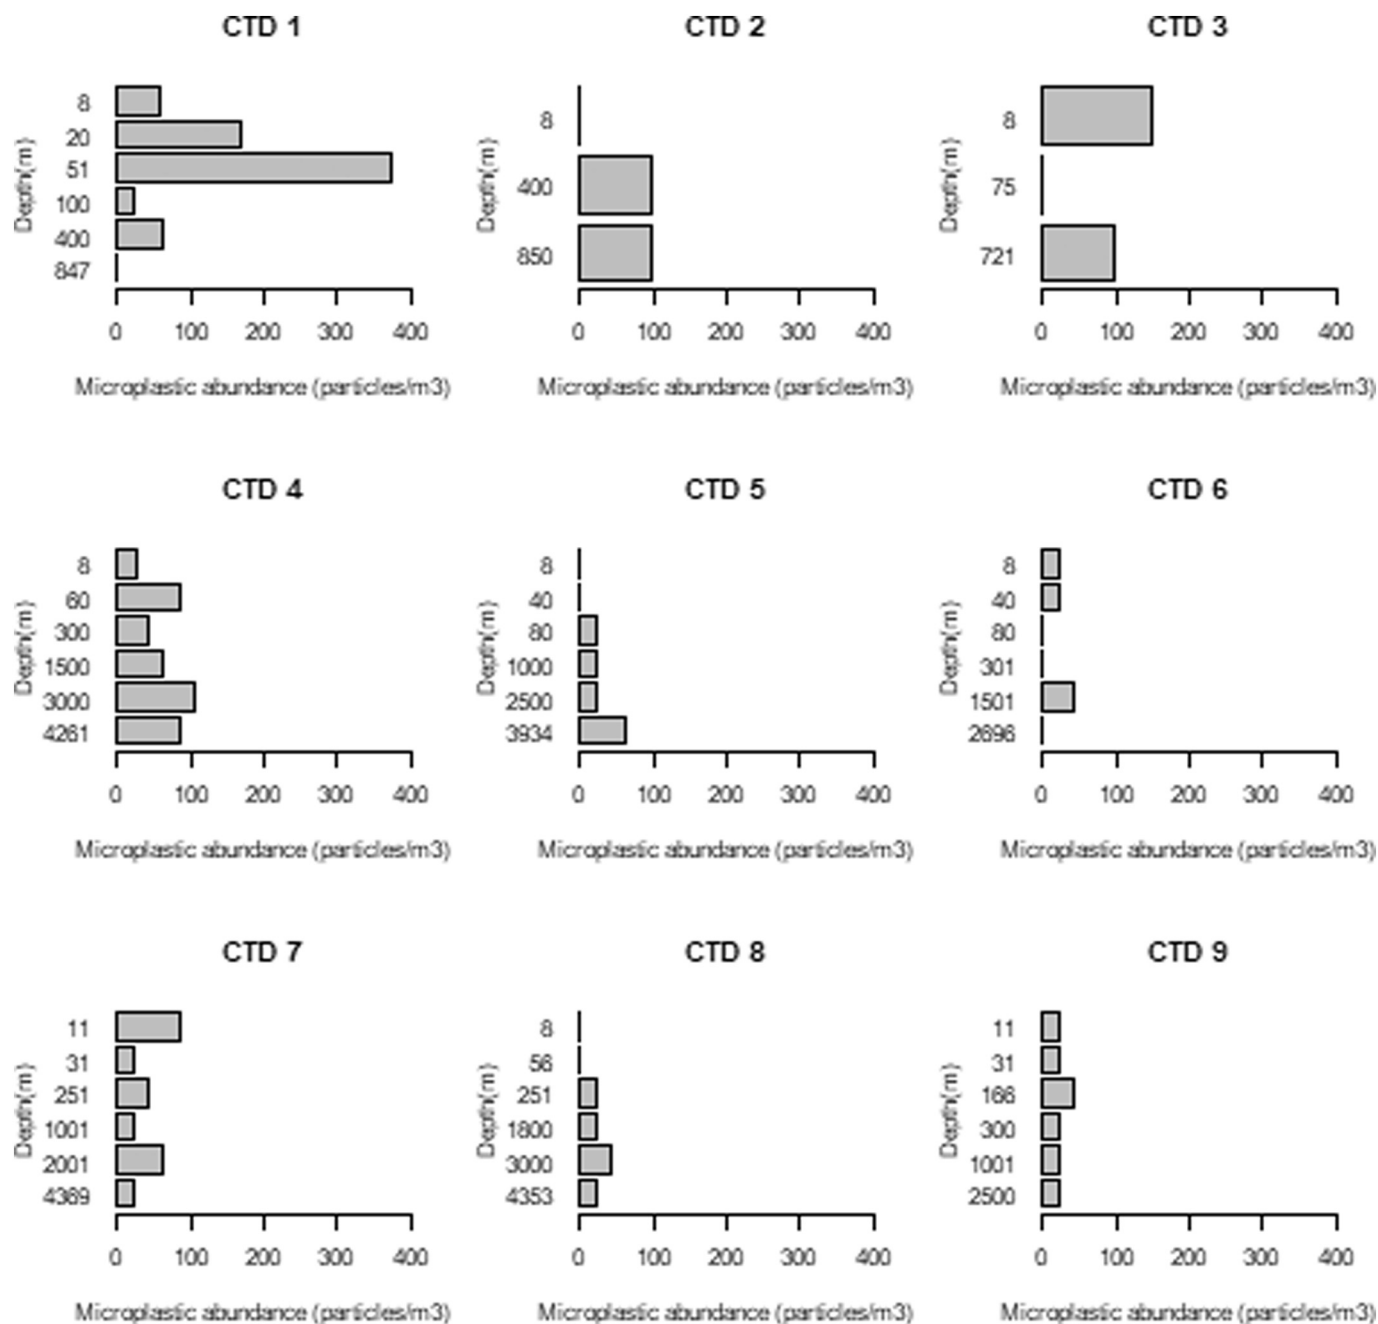 CTD 1
Depth(m)
8
20
51
100
400
847
0 100 200 300 400
Microplastic abundance (particles/m3)
CTD 2
Depth(m)
8
400
850
0 100 200 300 400
Microplastic abundance (particles/m3)
CTD 3
Depth(m)
8
75
721
0 100 200 300 400
Microplastic abundance (particles/m3)
CTD 4
Depth(m)
8
60
300
1500
3000
4261
0 100 200 300 400
Microplastic abundance (particles/m3)
CTD 5
Depth(m)
8
40
80
1000
2500
3934
0 100 200 300 400
Microplastic abundance (particles/m3)
CTD 6
Depth(m)
8
40
80
301
1501
2696
0 100 200 300 400
Microplastic abundance (particles/m3)
CTD 7
Depth(m)
11
31
251
1001
2001
4369
0 100 200 300 400
Microplastic abundance (particles/m3)
CTD 8
Depth(m)
8
56
251
1800
3000
4353
0 100 200 300 400
Microplastic abundance (particles/m3)
CTD 9
Depth(m)
11
31
166
300
1001
2500
0 100 200 300 400
Microplastic abundance (particles/m3)